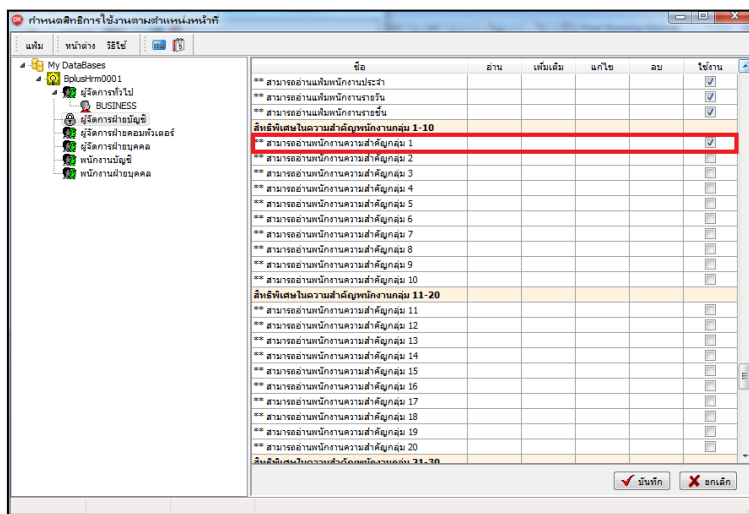 กำหนดสิทธิการใช้งานตามตำแหน่งหน้าที่
แฟ้ม หน้าต่าง วิธีใช้
My DataBases
BplusHrm0001
ผู้จัดการทั่วไป
BUSINESS
ผู้จัดการฝ่ายบัญชี
ผู้จัดการฝ่ายคอมพิวเตอร์
ผู้จัดการฝ่ายบุคคล
พนักงานบัญชี
พนักงานฝ่ายบุคคล
ชื่อ อ่าน เพิ่มเติม แก้ไข ลบ ใช้งาน
** สามารถอ่านแฟ้มพนักงานประจำ
** สามารถอ่านแฟ้มพนักงานรายวัน
** สามารถอ่านแฟ้มพนักงานรายชิ้น
สิทธิพิเศษในความสำคัญพนักงานกลุ่ม 1-10
** สามารถอ่านพนักงานความสำคัญกลุ่ม 1
** สามารถอ่านพนักงานความสำคัญกลุ่ม 2
** สามารถอ่านพนักงานความสำคัญกลุ่ม 3
** สามารถอ่านพนักงานความสำคัญกลุ่ม 4
** สามารถอ่านพนักงานความสำคัญกลุ่ม 5
** สามารถอ่านพนักงานความสำคัญกลุ่ม 6
** สามารถอ่านพนักงานความสำคัญกลุ่ม 7
** สามารถอ่านพนักงานความสำคัญกลุ่ม 8
** สามารถอ่านพนักงานความสำคัญกลุ่ม 9
** สามารถอ่านพนักงานความสำคัญกลุ่ม 10
สิทธิพิเศษในความสำคัญพนักงานกลุ่ม 11-20
** สามารถอ่านพนักงานความสำคัญกลุ่ม 11
** สามารถอ่านพนักงานความสำคัญกลุ่ม 12
** สามารถอ่านพนักงานความสำคัญกลุ่ม 13
** สามารถอ่านพนักงานความสำคัญกลุ่ม 14
** สามารถอ่านพนักงานความสำคัญกลุ่ม 15
** สามารถอ่านพนักงานความสำคัญกลุ่ม 16
** สามารถอ่านพนักงานความสำคัญกลุ่ม 17
** สามารถอ่านพนักงานความสำคัญกลุ่ม 18
** สามารถอ่านพนักงานความสำคัญกลุ่ม 19
** สามารถอ่านพนักงานความสำคัญกลุ่ม 20
สิทธิพิเศษในความสำคัญพนักงานกลุ่ม 21-30
บันทึก ยกเลิก